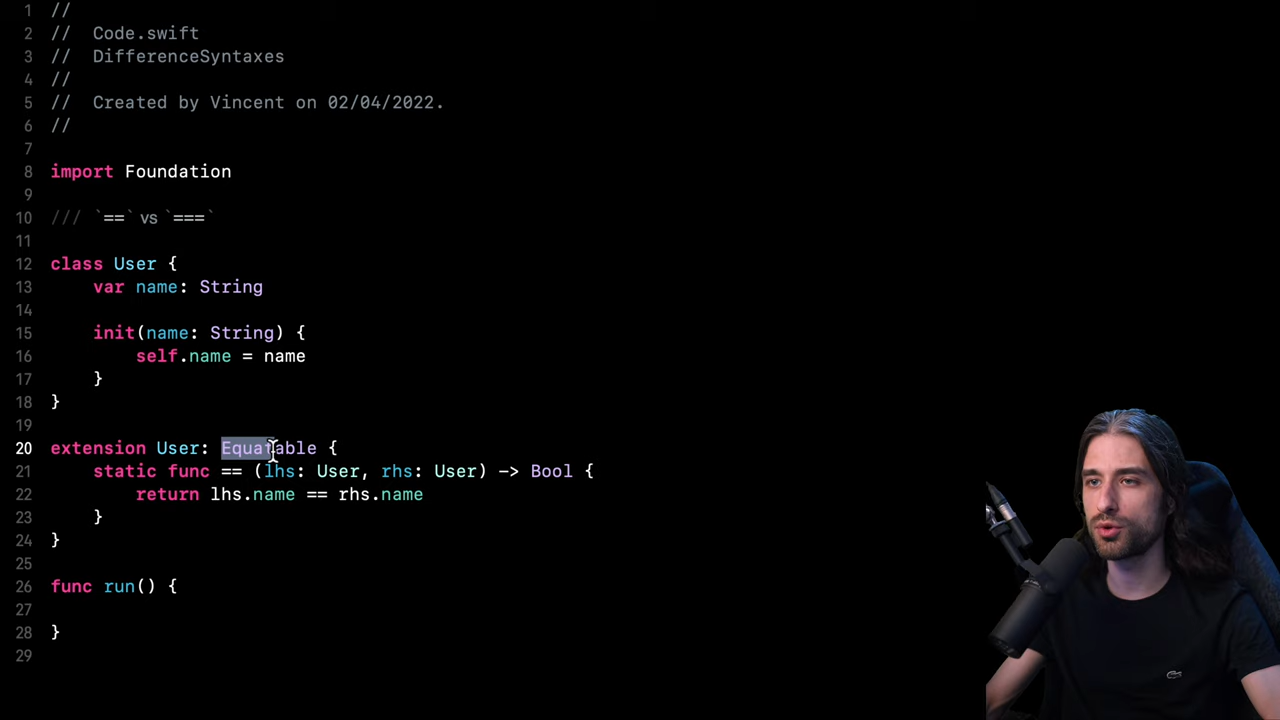 1 //
2 //  Code.swift
3 //  DifferenceSyntaxes
4 //
5 //  Created by Vincent on 02/04/2022.
6 //
7
8 import Foundation
9
10 /// `==` vs `===`
11
12 class User {
13     var name: String
14
15     init(name: String) {
16         self.name = name
17     }
18 }
19
20 extension User: Equatable {
21     static func == (lhs: User, rhs: User) -> Bool {
22         return lhs.name == rhs.name
23     }
24 }
25
26 func run() {
27
28 }
29